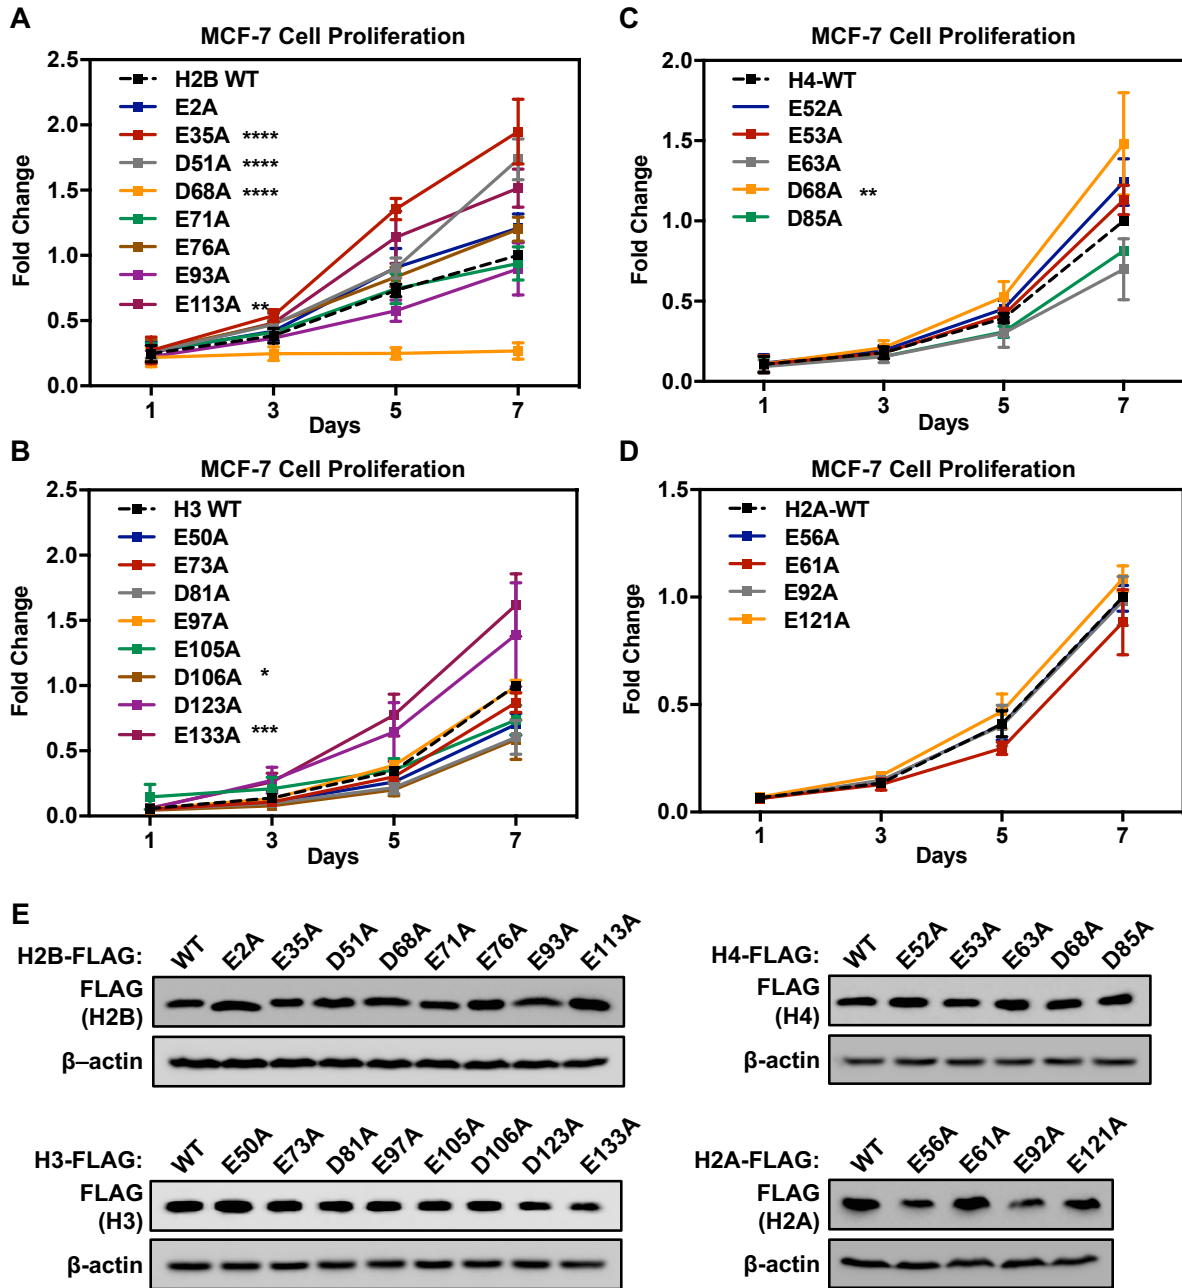 A
MCF-7 Cell Proliferation
Fold Change
2.5
2.0
1.5
1.0
0.5
0.0
H2B WT
E2A
E35A ****
D51A ****
D68A ****
E71A
E76A
E93A
E113A **
1 3 5 7
Days
C
MCF-7 Cell Proliferation
Fold Change
2.0
1.5
1.0
0.5
0.0
H4-WT
E52A
E53A
E63A
D68A **
D85A
1 3 5 7
Days
B
MCF-7 Cell Proliferation
Fold Change
2.5
2.0
1.5
1.0
0.5
0.0
H3 WT
E50A
E73A
D81A
E97A
E105A
D106A *
D123A
E133A ***
1 3 5 7
Days
D
MCF-7 Cell Proliferation
Fold Change
1.5
1.0
0.5
0.0
H2A-WT
E56A
E61A
E92A
E121A
1 3 5 7
Days
E
H2B-FLAG: WT E2A E35A D51A D68A E71A E76A E93A E113A
FLAG
(H2B)
β–actin
H4-FLAG: WT E52A E53A E63A D68A D85A
FLAG
(H4)
β-actin
H3-FLAG: WT E50A E73A D81A E97A E105A D106A D123A E133A
FLAG
(H3)
β-actin
H2A-FLAG: WT E56A E61A E92A E121A
FLAG
(H2A)
β-actin